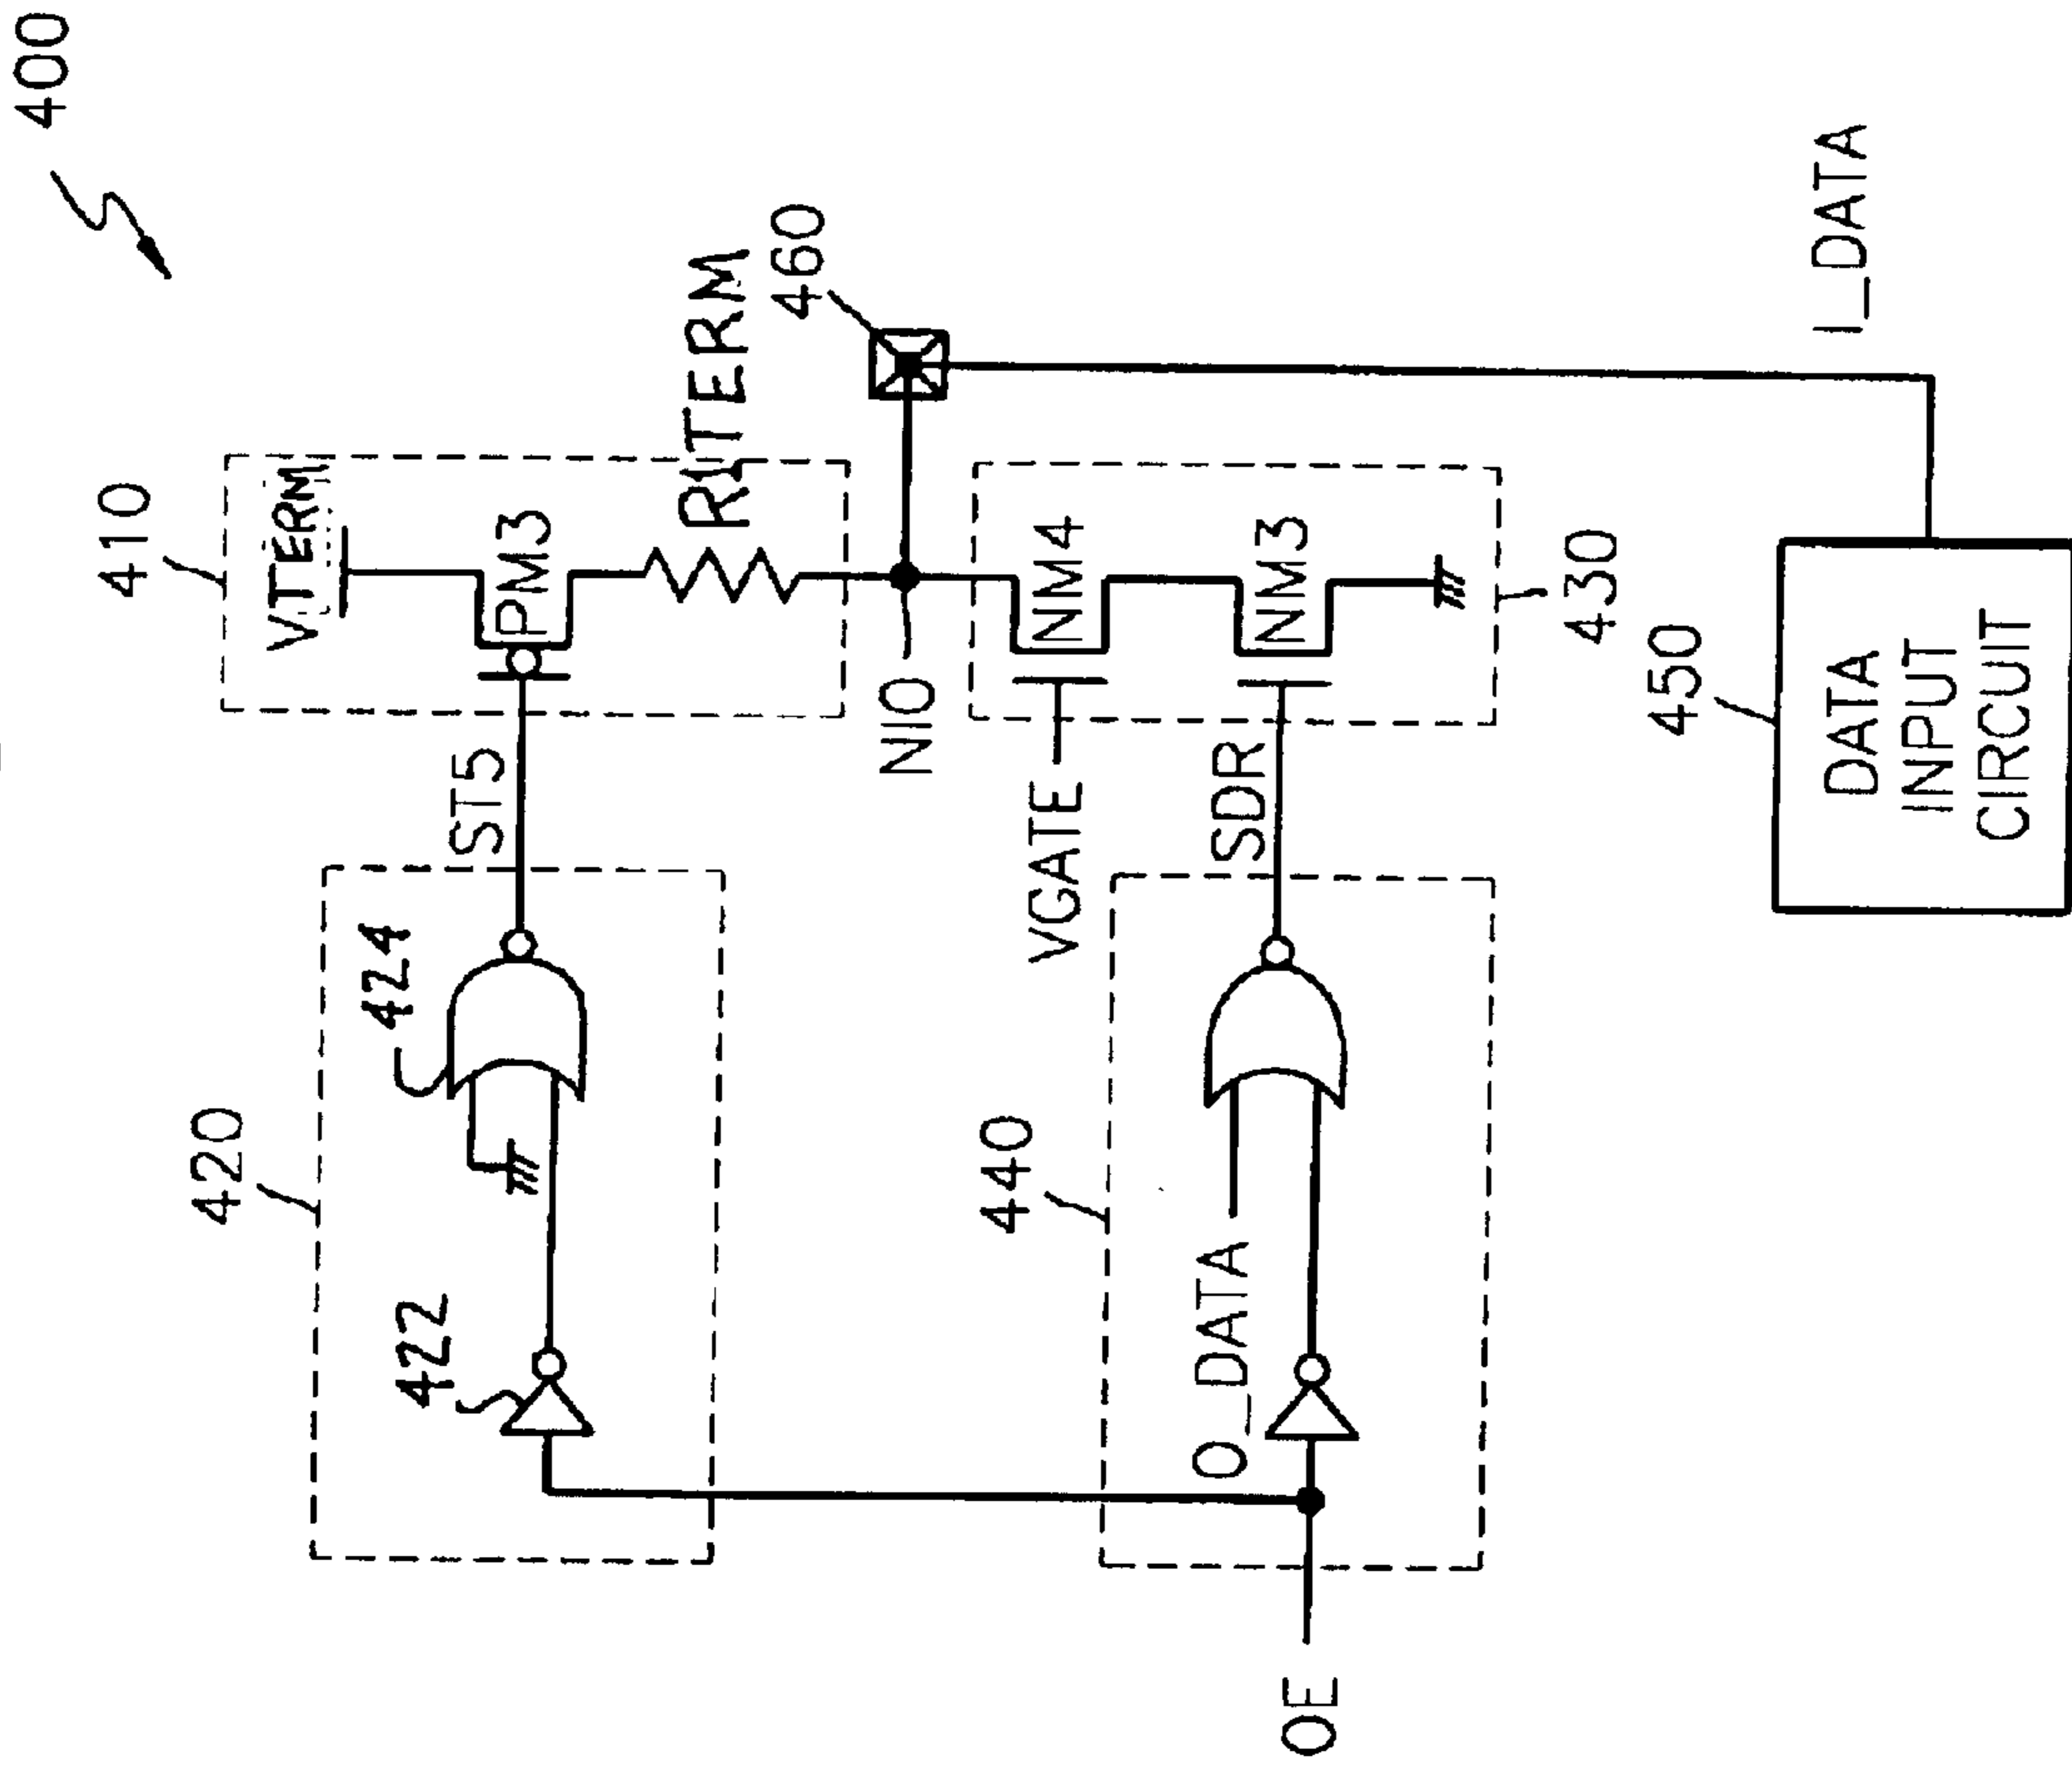 400
410
VTERM
PM3
RITERM
460
420
424
422
ST5
NIO
VGATE
NM4
NM3
430
440
O_DATA
SDR
OE
450
DATA
INPUT
CIRCUIT
I_DATA